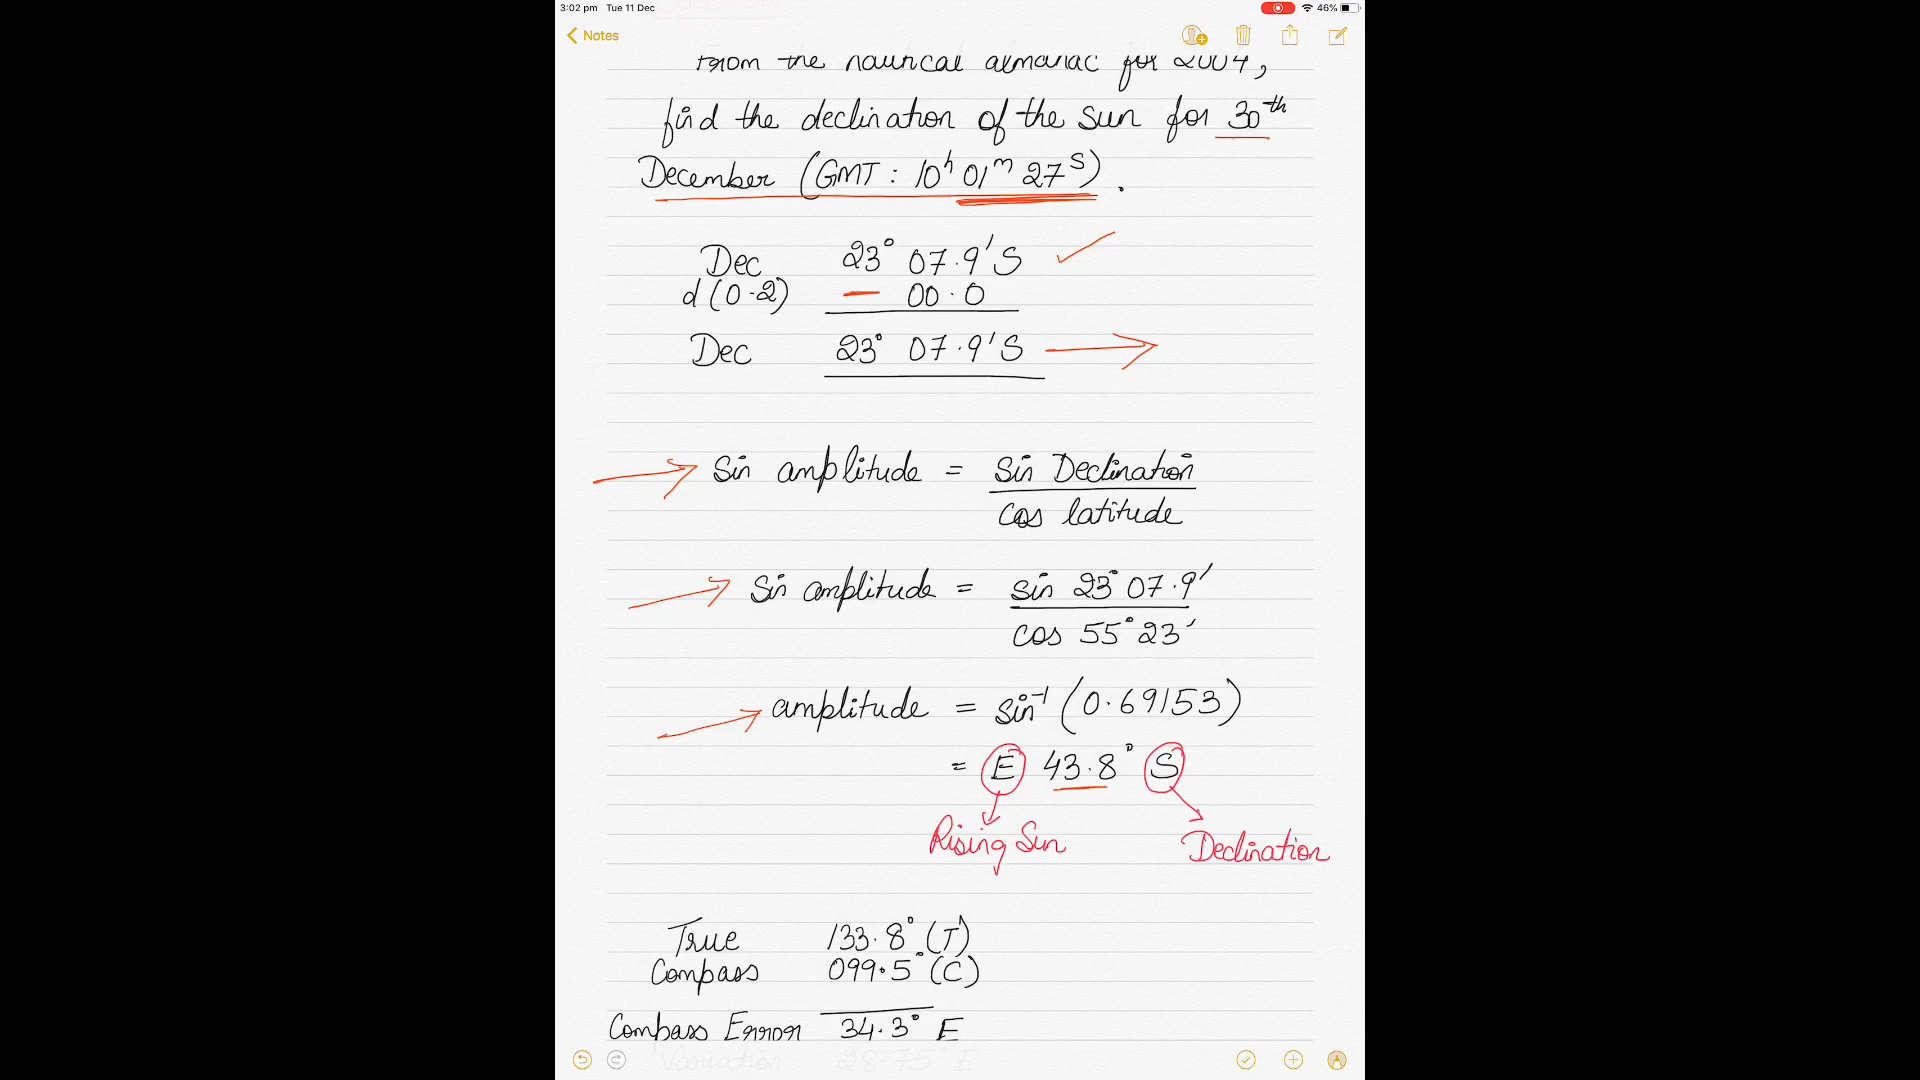 3:02 pm Tue 11 Dec
46%
Notes
From the nautical almanac for 2004,
find the declination of the sun for 30th
December (GMT : 10h 01m 27s).
Dec 23° 07.9' S
d (0.2) − 00.0
Dec 23° 07.9' S
Sin amplitude = Sin Declination
Cos latitude
Sin amplitude = sin 23° 07.9'
cos 55° 23'
amplitude = sin⁻¹ (0.69153)
= E 43.8° S
Rising Sun Declination
True 133.8° (T)
Compass 099.5° (C)
Compass Error 34.3° E
Variation 28.75 E